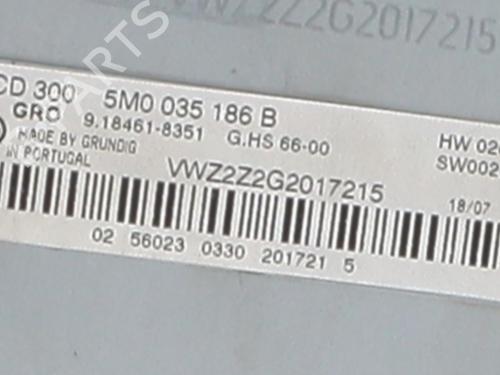 VWZ2Z2G2017215
CD 300 5M0 035 186 B
GRG 9.18461-8351 G.HS 66-00 HW 02
MADE BY GRUNDIG
IN PORTUGAL
SW002
VWZ2Z2G2017215 18/07
02 56023 0330 201721 5